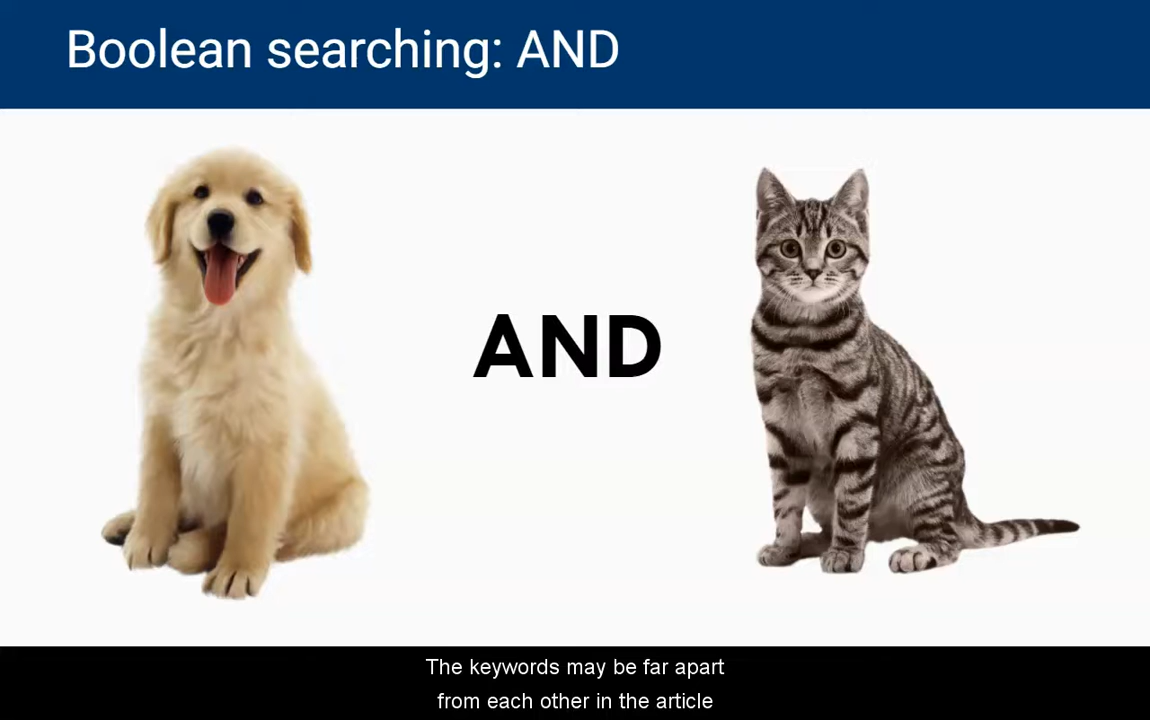 Boolean searching: AND
AND
The keywords may be far apart
from each other in the article